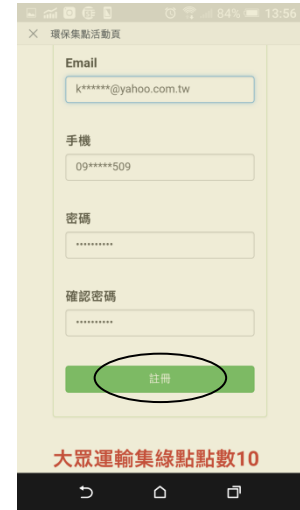 84% 13:56
× 環保集點活動頁
Email
k******@yahoo.com.tw
手機
09*****509
密碼
••••••••••
確認密碼
••••••••••
註冊
大眾運輸集綠點點數10